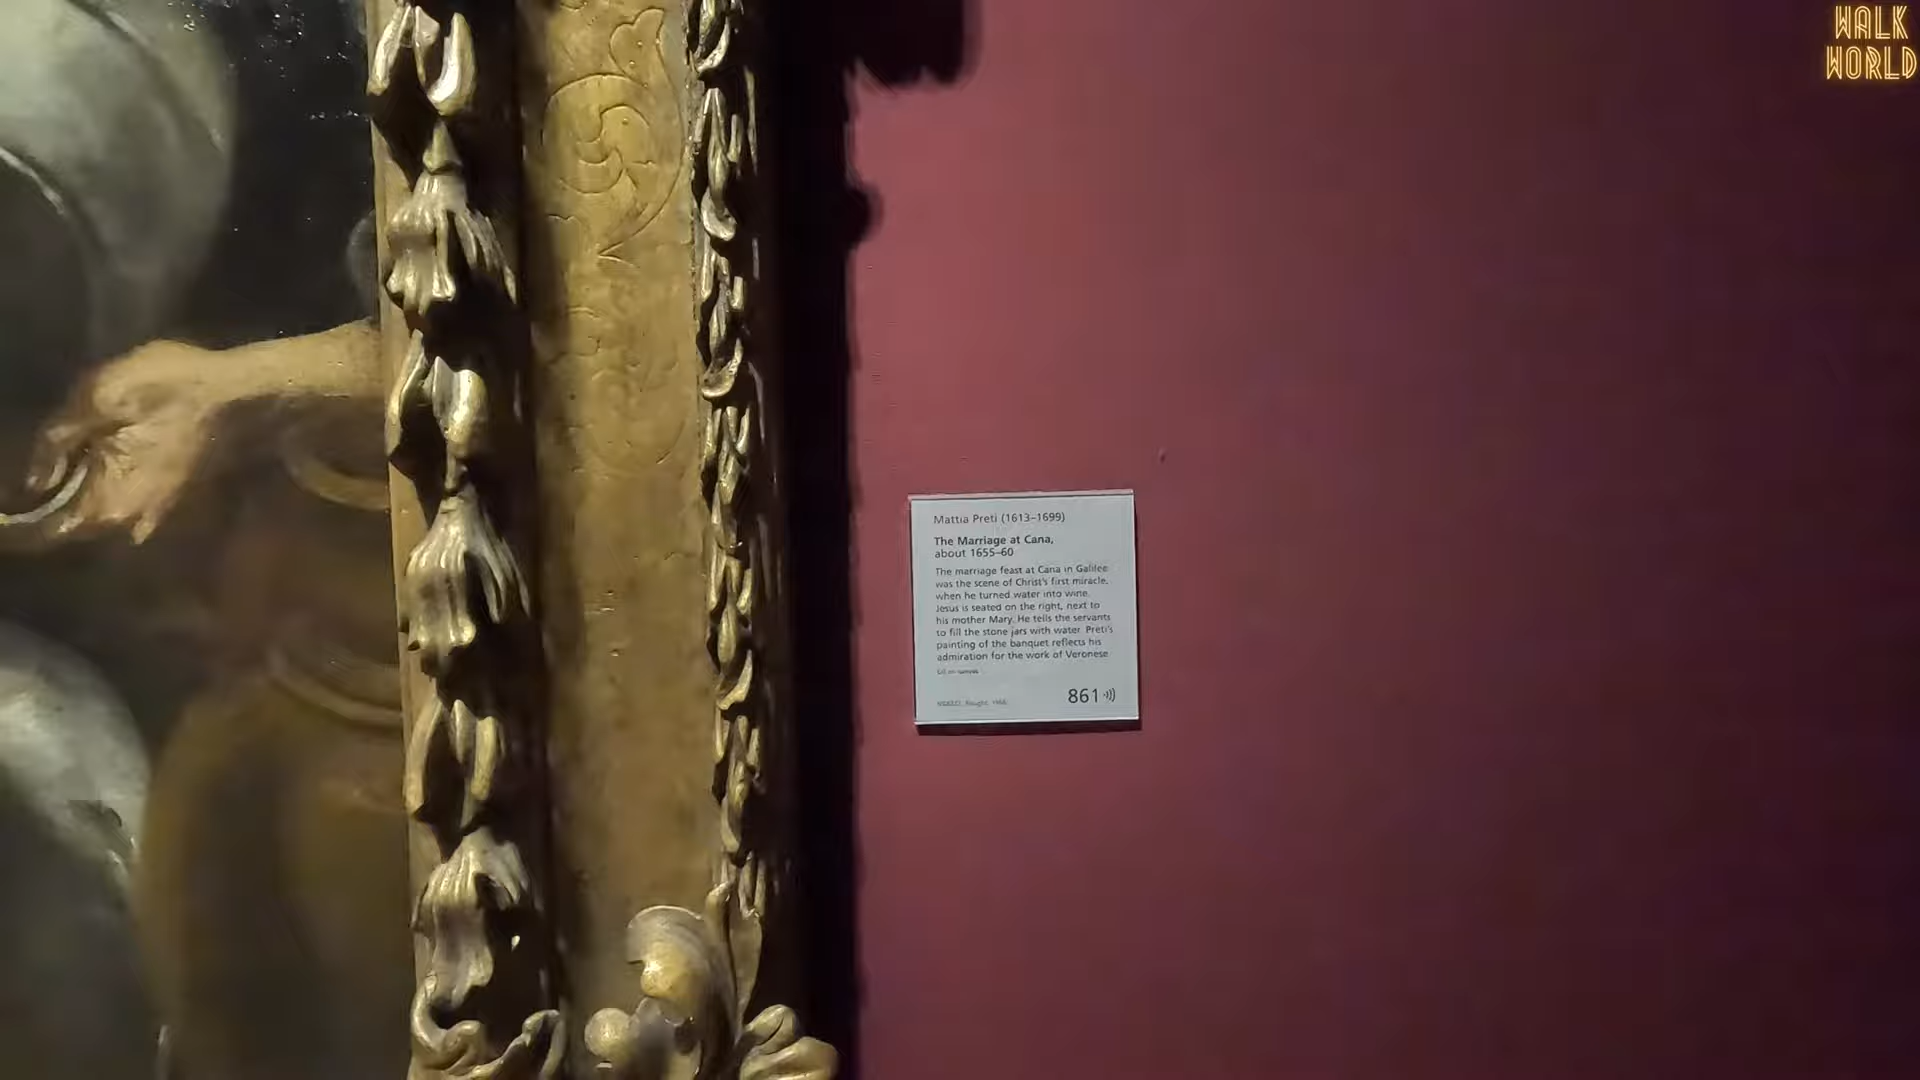 WALK
WORLD
Mattia Preti (1613–1699)
The Marriage at Cana,
about 1655–60
The marriage feast at Cana in Galilee
was the scene of Christ's first miracle,
when he turned water into wine.
Jesus is seated on the right, next to
his mother Mary. He tells the servants
to fill the stone jars with water. Preti's
painting of the banquet reflects his
admiration for the work of Veronese
Oil on canvas
861